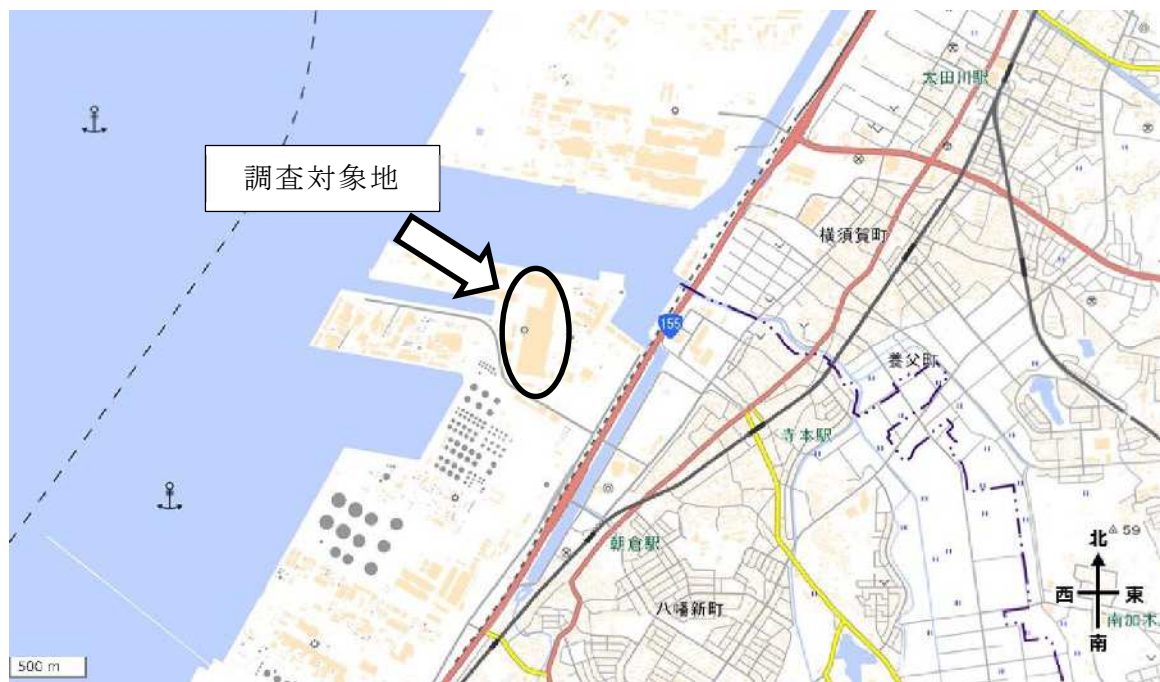 太田川駅
調査対象地
横須賀町
155
養父町
寺本駅
59
北
朝倉駅
西
東
八幡新町
南加木
南
500 m